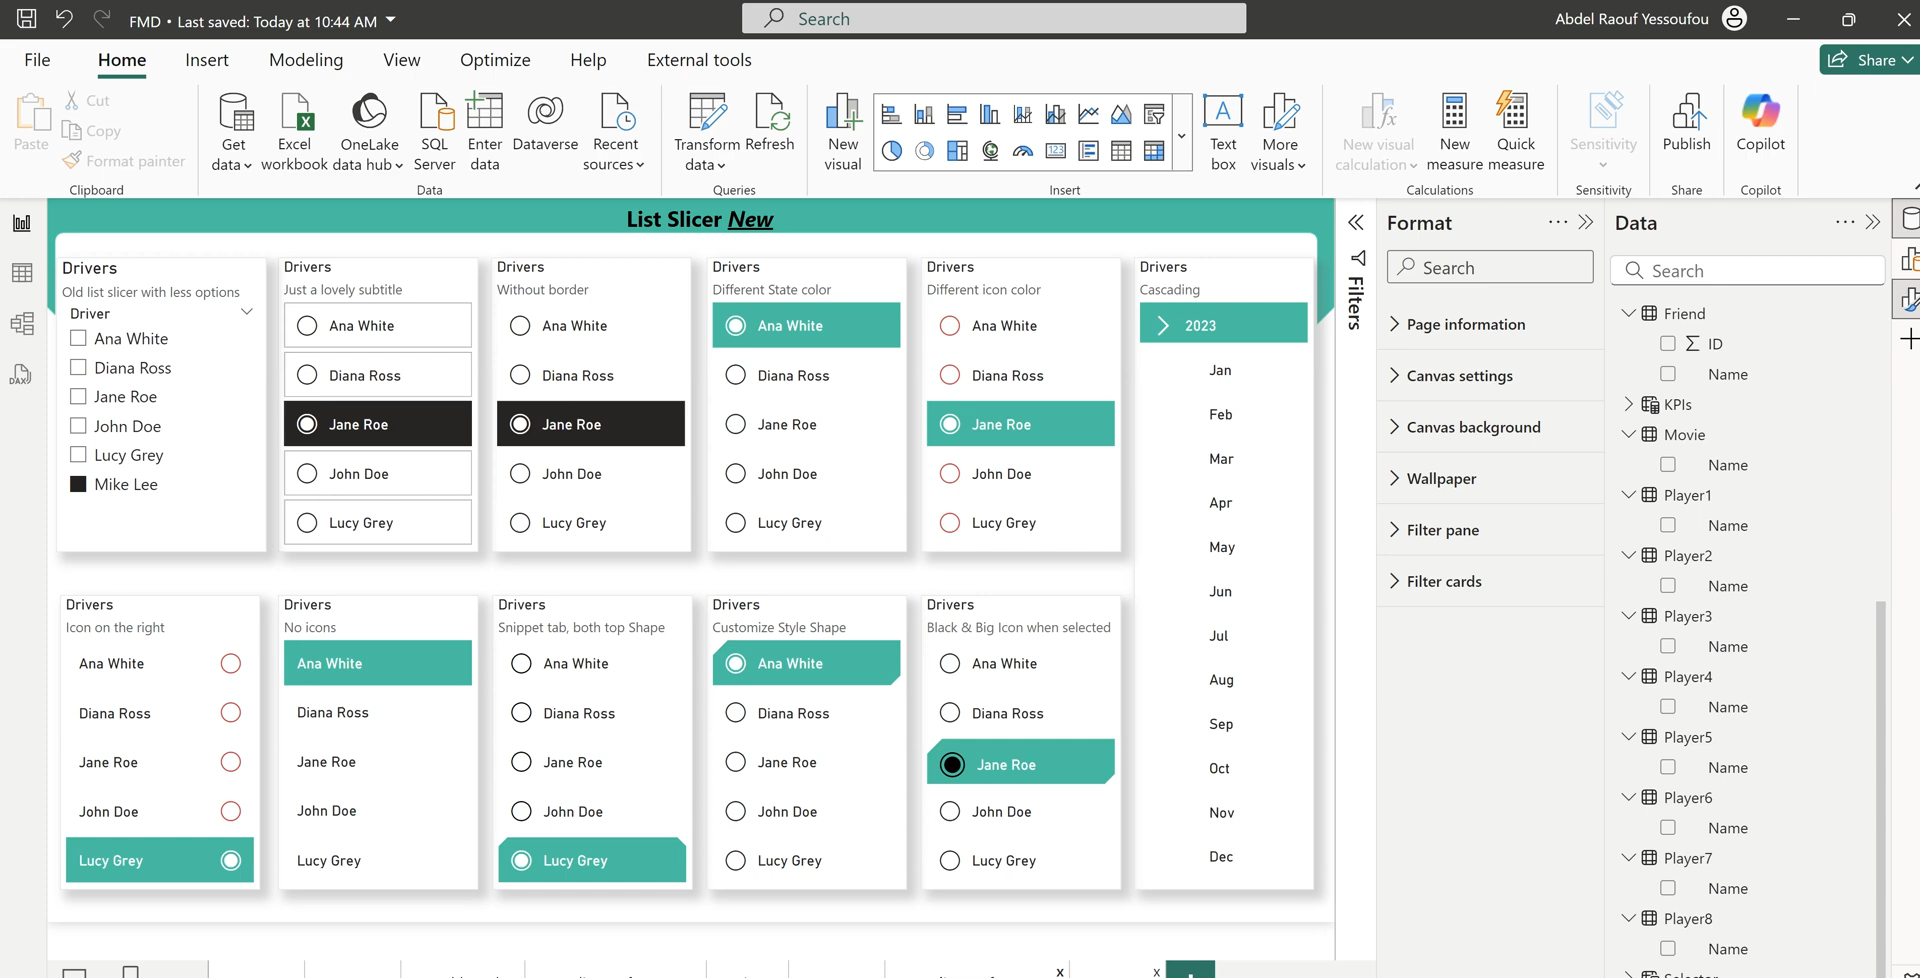 FMD • Last saved: Today at 10:44 AM
Search
Abdel Raouf Yessoufou
File
Home
Insert
Modeling
View
Optimize
Help
External tools
Share
Paste
Cut
Copy
Format painter
Clipboard
Get data
Excel workbook
OneLake data hub
SQL Server
Enter data
Dataverse
Recent sources
Data
Transform data
Refresh
Queries
New visual
Text box
More visuals
Insert
New visual calculation
New measure
Quick measure
Calculations
Sensitivity
Sensitivity
Publish
Share
Copilot
Copilot
List Slicer New
Drivers
Old list slicer with less options
Driver
Ana White
Diana Ross
Jane Roe
John Doe
Lucy Grey
Mike Lee
Drivers
Just a lovely subtitle
Ana White
Diana Ross
Jane Roe
John Doe
Lucy Grey
Drivers
Without border
Ana White
Diana Ross
Jane Roe
John Doe
Lucy Grey
Drivers
Different State color
Ana White
Diana Ross
Jane Roe
John Doe
Lucy Grey
Drivers
Different icon color
Ana White
Diana Ross
Jane Roe
John Doe
Lucy Grey
Drivers
Cascading
2023
Jan
Feb
Mar
Apr
May
Jun
Jul
Aug
Sep
Oct
Nov
Dec
Drivers
Icon on the right
Ana White
Diana Ross
Jane Roe
John Doe
Lucy Grey
Drivers
No icons
Ana White
Diana Ross
Jane Roe
John Doe
Lucy Grey
Drivers
Snippet tab, both top Shape
Ana White
Diana Ross
Jane Roe
John Doe
Lucy Grey
Drivers
Customize Style Shape
Ana White
Diana Ross
Jane Roe
John Doe
Lucy Grey
Drivers
Black & Big Icon when selected
Ana White
Diana Ross
Jane Roe
John Doe
Lucy Grey
Filters
Format
Search
Page information
Canvas settings
Canvas background
Wallpaper
Filter pane
Filter cards
Data
Search
Friend
Σ ID
Name
KPIs
Movie
Name
Player1
Name
Player2
Name
Player3
Name
Player4
Name
Player5
Name
Player6
Name
Player7
Name
Player8
Name
DAX